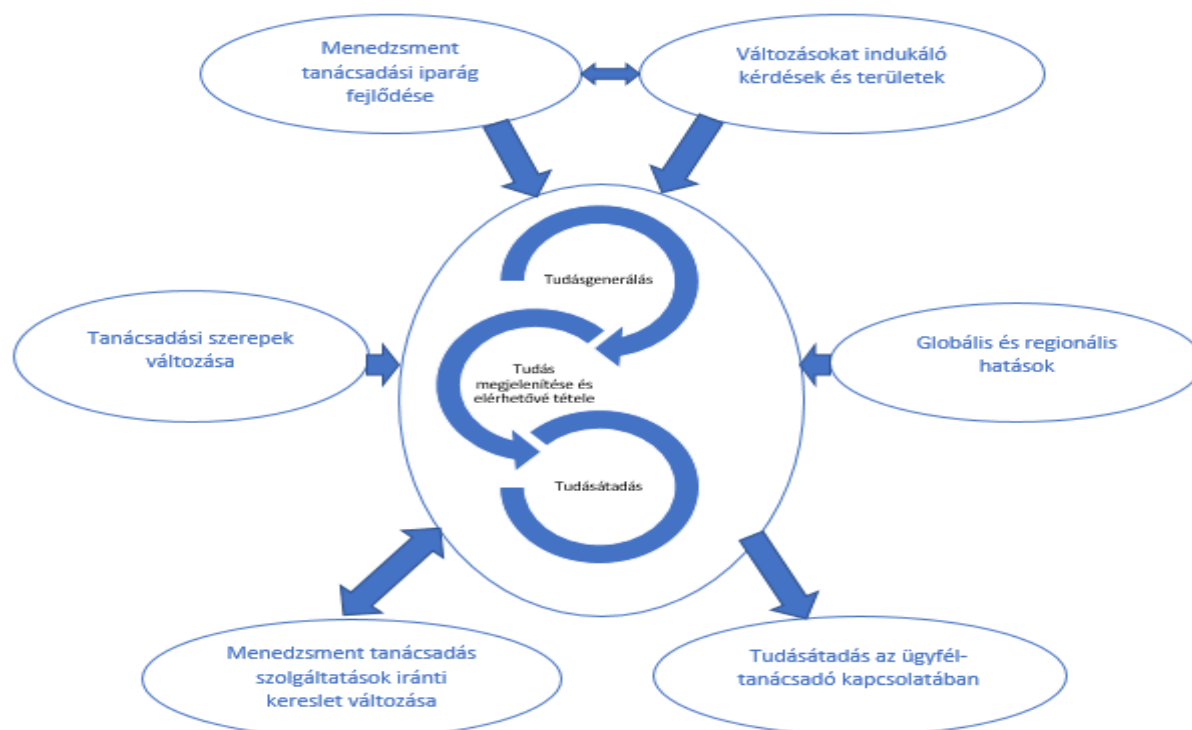 Menedzsment
tanácsadási iparág
fejlődése
Változásokat indukáló
kérdések és területek
Tudásgenerálás
Tanácsadási szerepek
változása
Tudás
megjelenítése és
elérhetővé tétele
Globális és regionális
hatások
Tudásátadás
Menedzsment tanácsadás
szolgáltatások iránti
kereslet változása
Tudásátadás az ügyfél-
tanácsadó kapcsolatában